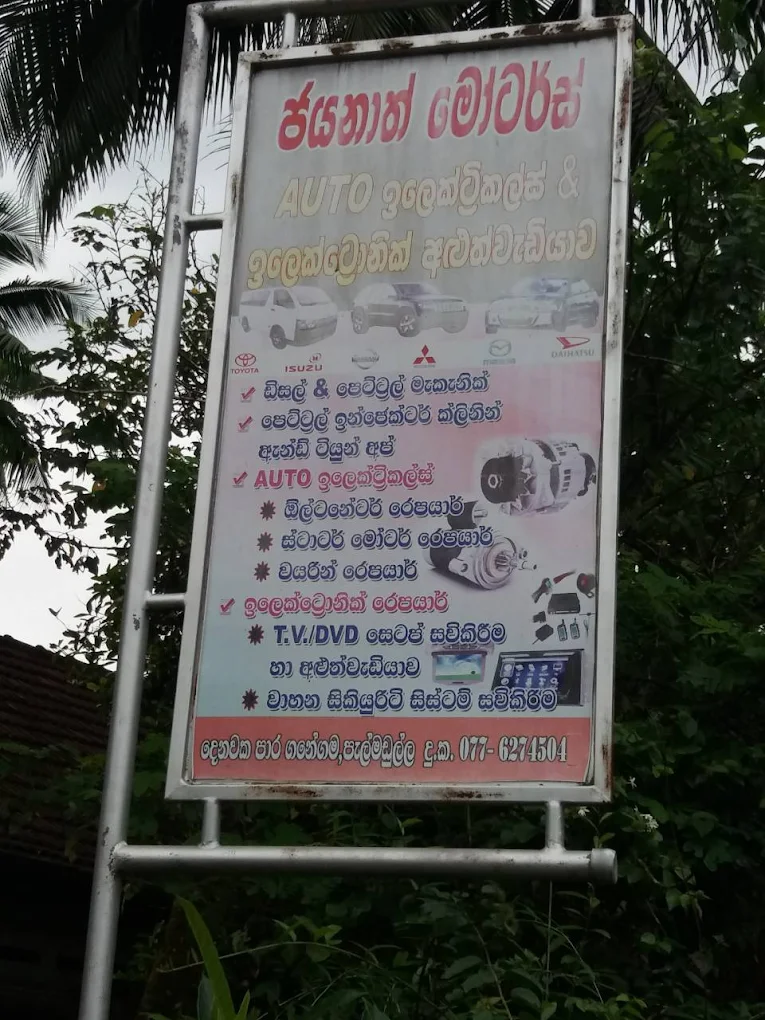 ජයනාත් මෝටර්ස්
AUTO ඉලෙක්ට්‍රිකල්ස් &
ඉලෙක්ට්‍රොනික් අළුත්වැඩියාව
TOYOTA ISUZU MITSUBISHI mazda DAIHATSU
ඩීසල් & පෙට්ට්‍රල් මැකැනික්
පෙට්ට්‍රල් ඉන්ජෙක්ටර් ක්ලිනින්
ඇන්ඩ් ටියුන් අප්
AUTO ඉලෙක්ට්‍රිකල්ස්
ඕල්ටනේටර් රෙපයාර්
ස්ටාටර් මෝටර් රෙපයාර්
වයරීන් රෙපයාර්
ඉලෙක්ට්‍රොනික් රෙපයාර්
T.V./DVD සෙටප් සවිකිරීම
හා අළුත්වැඩියාව
වාහන සිකියුරිටි සිස්ටම් සවිකිරීම
දෙනවක පාර ගනේගම,පැල්මඩුල්ල දු.ක. 077- 6274504